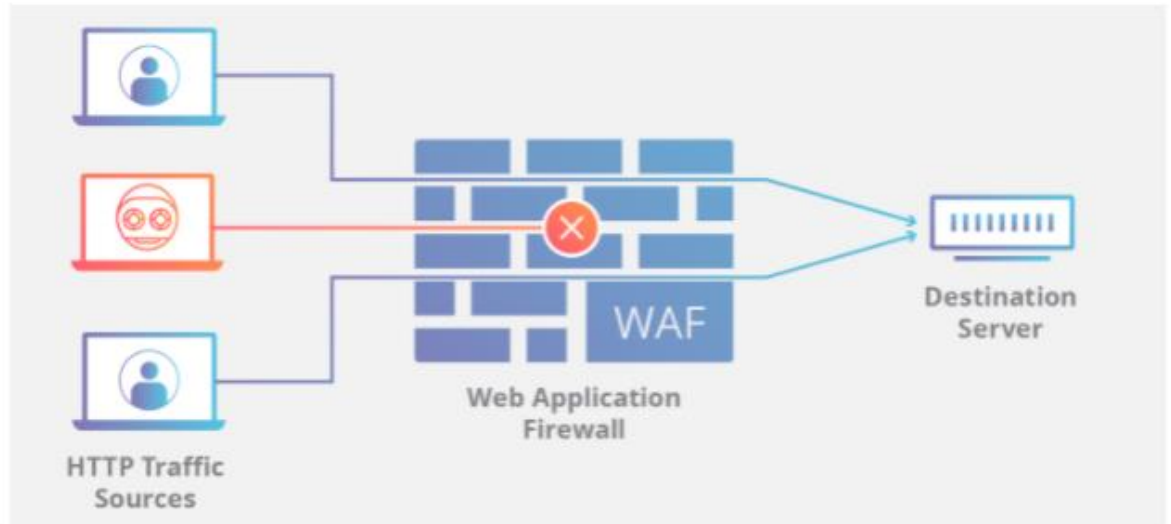 WAF
Web Application
Firewall
Destination
Server
HTTP Traffic
Sources